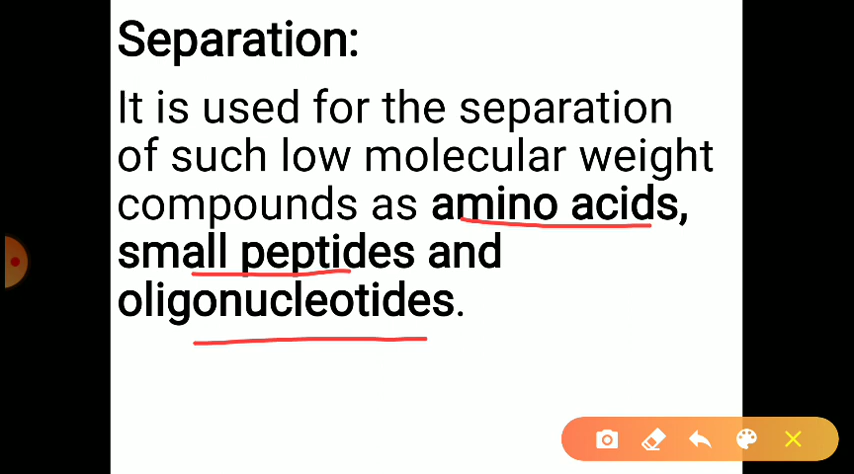 Separation:
It is used for the separation
of such low molecular weight
compounds as amino acids,
small peptides and
oligonucleotides.